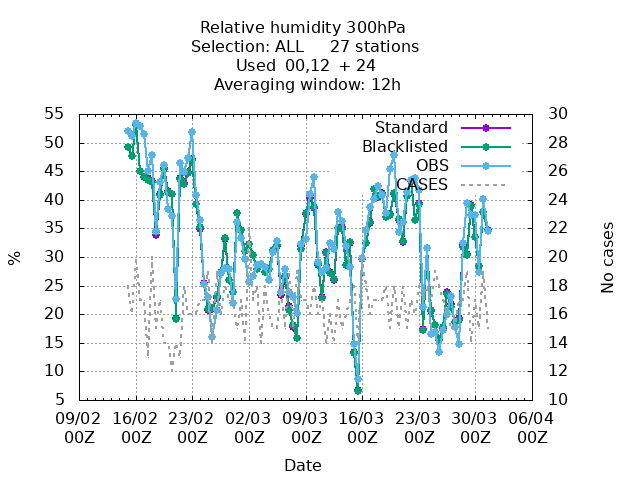 Relative humidity 300hPa
Selection: ALL 27 stations
Used 00,12 + 24
Averaging window: 12h
55 30
50 28
45 26
40 24
35 22
30 20
25 18
20 16
15 14
10 12
5 10
Standard
Blacklisted
OBS
CASES
%
No cases
09/02 16/02 23/02 02/03 09/03 16/03 23/03 30/03 06/04
00Z 00Z 00Z 00Z 00Z 00Z 00Z 00Z 00Z
Date